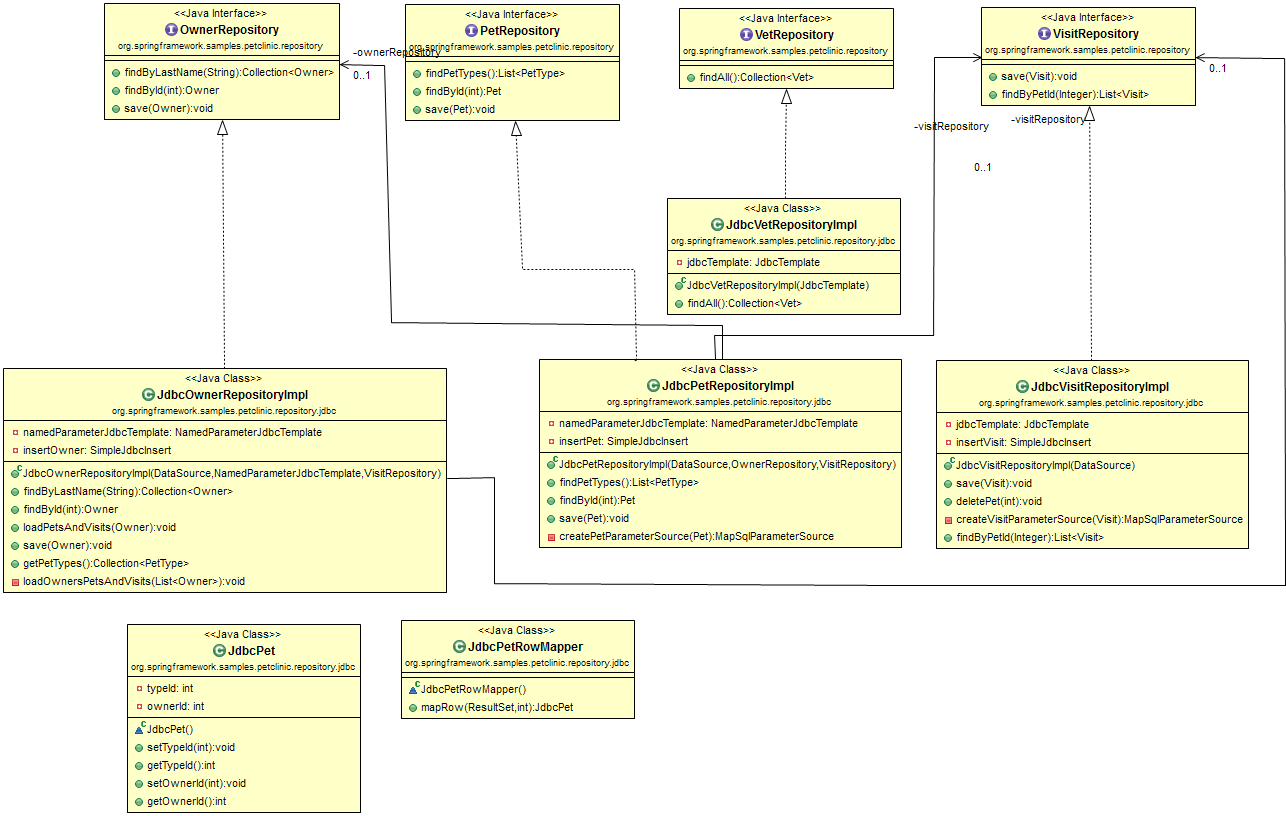 <<Java Interface>>
OwnerRepository
org.springframework.samples.petclinic.repository
findByLastName(String):Collection<Owner>
findById(int):Owner
save(Owner):void
<<Java Interface>>
PetRepository
org.springframework.samples.petclinic.repository
findPetTypes():List<PetType>
findById(int):Pet
save(Pet):void
<<Java Interface>>
VetRepository
org.springframework.samples.petclinic.repository
findAll():Collection<Vet>
<<Java Interface>>
VisitRepository
org.springframework.samples.petclinic.repository
save(Visit):void
findByPetId(Integer):List<Visit>
-ownerRepository
0..1
0..1
-visitRepository
-visitRepository
0..1
<<Java Class>>
JdbcVetRepositoryImpl
org.springframework.samples.petclinic.repository.jdbc
jdbcTemplate: JdbcTemplate
JdbcVetRepositoryImpl(JdbcTemplate)
findAll():Collection<Vet>
<<Java Class>>
JdbcOwnerRepositoryImpl
org.springframework.samples.petclinic.repository.jdbc
namedParameterJdbcTemplate: NamedParameterJdbcTemplate
insertOwner: SimpleJdbcInsert
JdbcOwnerRepositoryImpl(DataSource,NamedParameterJdbcTemplate,VisitRepository)
findByLastName(String):Collection<Owner>
findById(int):Owner
loadPetsAndVisits(Owner):void
save(Owner):void
getPetTypes():Collection<PetType>
loadOwnersPetsAndVisits(List<Owner>):void
<<Java Class>>
JdbcPetRepositoryImpl
org.springframework.samples.petclinic.repository.jdbc
namedParameterJdbcTemplate: NamedParameterJdbcTemplate
insertPet: SimpleJdbcInsert
JdbcPetRepositoryImpl(DataSource,OwnerRepository,VisitRepository)
findPetTypes():List<PetType>
findById(int):Pet
save(Pet):void
createPetParameterSource(Pet):MapSqlParameterSource
<<Java Class>>
JdbcVisitRepositoryImpl
org.springframework.samples.petclinic.repository.jdbc
jdbcTemplate: JdbcTemplate
insertVisit: SimpleJdbcInsert
JdbcVisitRepositoryImpl(DataSource)
save(Visit):void
deletePet(int):void
createVisitParameterSource(Visit):MapSqlParameterSource
findByPetId(Integer):List<Visit>
<<Java Class>>
JdbcPet
org.springframework.samples.petclinic.repository.jdbc
typeId: int
ownerId: int
JdbcPet()
setTypeId(int):void
getTypeId():int
setOwnerId(int):void
getOwnerId():int
<<Java Class>>
JdbcPetRowMapper
org.springframework.samples.petclinic.repository.jdbc
JdbcPetRowMapper()
mapRow(ResultSet,int):JdbcPet